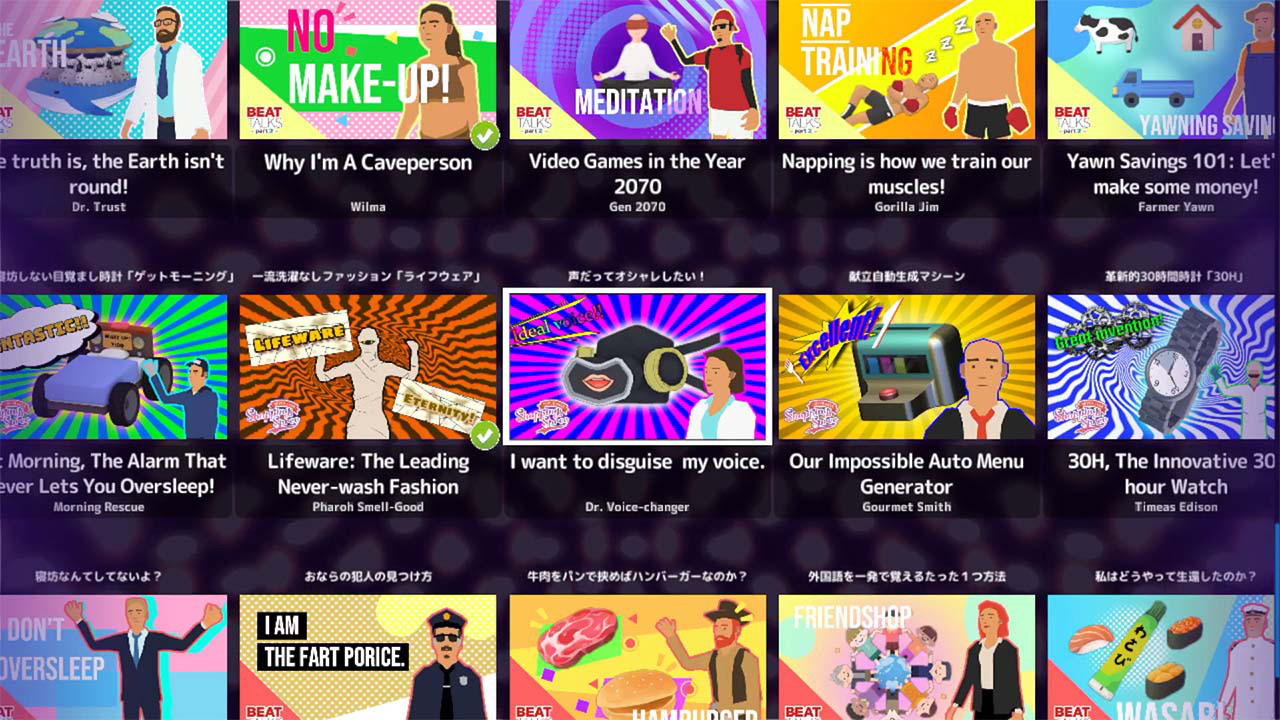 THE
EARTH
NO
MAKE-UP!
BEAT
TALKS
- part 2 -
MEDITATION
BEAT
TALKS
- part 2 -
NAP
TRAINING
Z Z Z
BEAT
TALKS
- part 2 -
YAWNING SAVIN
BEAT
TALKS
- part 2 -
e truth is, the Earth isn't
round!
Dr. Trust
Why I'm A Caveperson
Wilma
Video Games in the Year
2070
Gen 2070
Napping is how we train our
muscles!
Gorilla Jim
Yawn Savings 101: Let'
make some money!
Farmer Yawn
寝坊しない目覚まし時計「ゲットモーニング」
一流洗濯なしファッション「ライフウェア」
声だってオシャレしたい！
献立自動生成マシーン
革新的30時間時計「30H」
NTASTIC!!
LIFEWARE
ETERNITY!
Ideal voice!!
Excellent!
Great invention!
t Morning, The Alarm That
ever Lets You Oversleep!
Morning Rescue
Lifeware: The Leading
Never-wash Fashion
Pharoh Smell-Good
I want to disguise my voice.
Dr. Voice-changer
Our Impossible Auto Menu
Generator
Gourmet Smith
30H, The Innovative 30
hour Watch
Timeas Edison
寝坊なんてしてないよ？
おならの犯人の見つけ方
牛肉をパンで挟めばハンバーガーなのか？
外国語を一発で覚えるたった１つ方法
私はどうやって生還したのか？
DON'T
OVERSLEEP
BEAT
I AM
THE FART PORICE.
BEAT
HAMBURGER
BEAT
FRIENDSHOP
BEAT
わさび
WASABI
BEAT